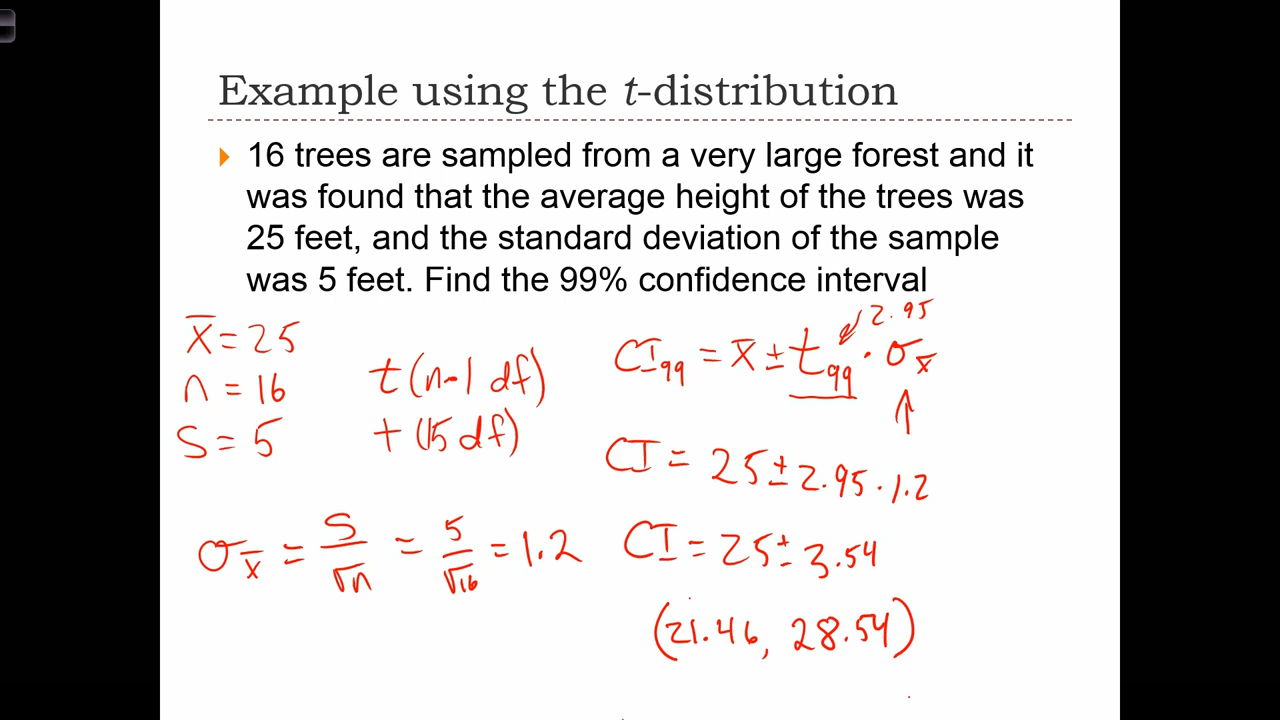 Example using the t-distribution
16 trees are sampled from a very large forest and it
was found that the average height of the trees was
25 feet, and the standard deviation of the sample
was 5 feet. Find the 99% confidence interval
x̄ = 25
n = 16
S = 5
t (n-1 df)
t (15 df)
σx̄ = S/√n = 5/√16 = 1.2
2.95
CI99 = x̄ ± t99 · σx̄
CI = 25 ± 2.95 · 1.2
CI = 25 ± 3.54
(21.46, 28.54)